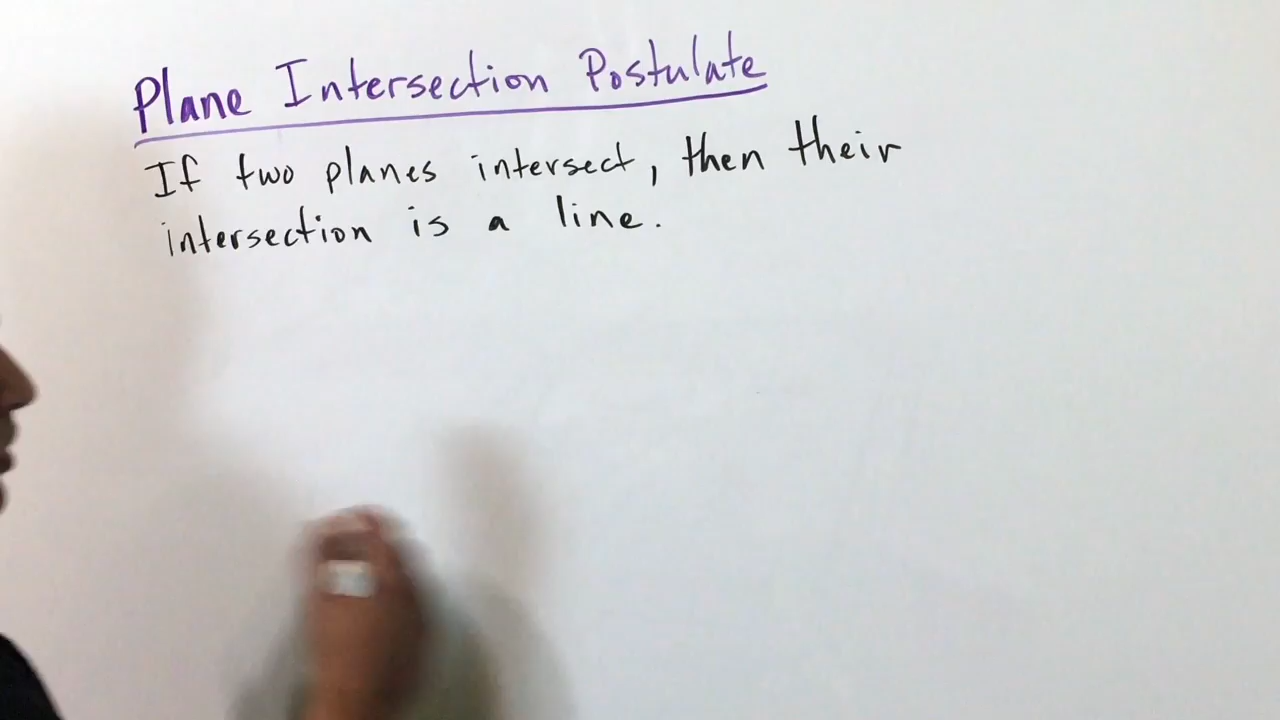 Plane Intersection Postulate
If two planes intersect, then their
intersection is a line.